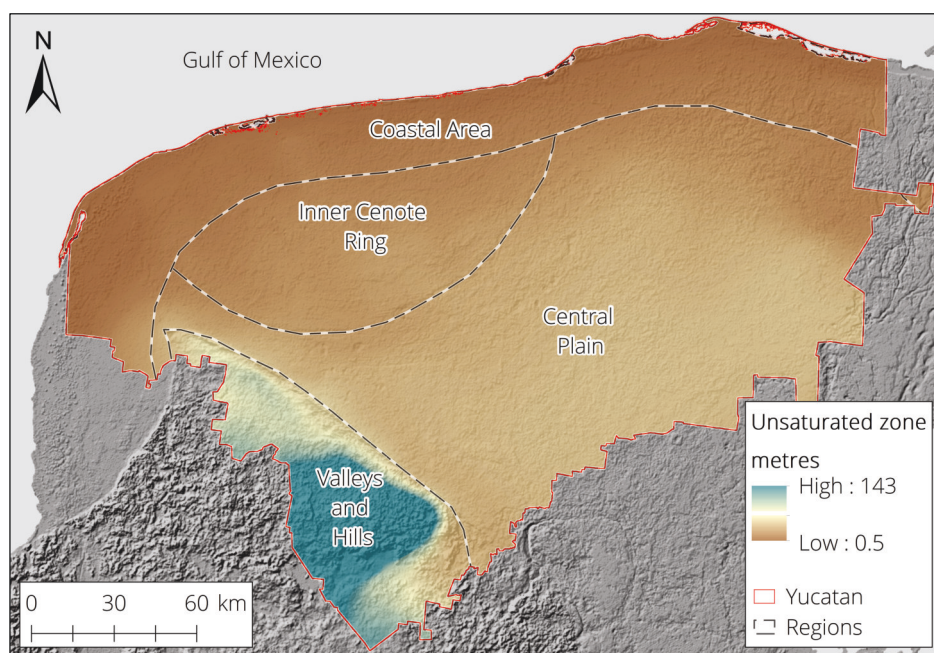 N
Gulf of Mexico
Coastal Area
Inner Cenote
Ring
Central
Plain
Valleys
and
Hills
Unsaturated zone
metres
High : 143
Low : 0.5
Yucatan
Regions
0 30 60 km